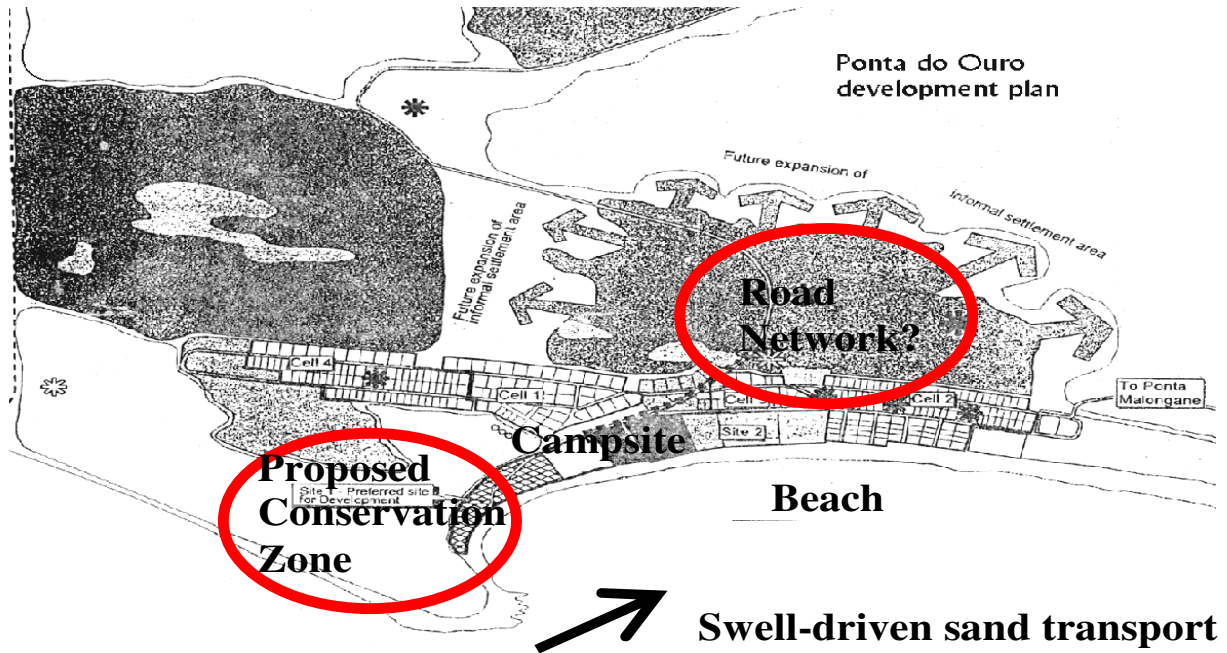 Ponta do Ouro
development plan
Future expansion of
informal settlement area
Future expansion of
informal settlement area
Road
Network?
Cell 4
Cell 1
Cell 2
To Ponta
Malongane
Campsite
Site 2
Proposed
Site 1 - Preferred site
for Development
Conservation
Zone
Beach
Swell-driven sand transport